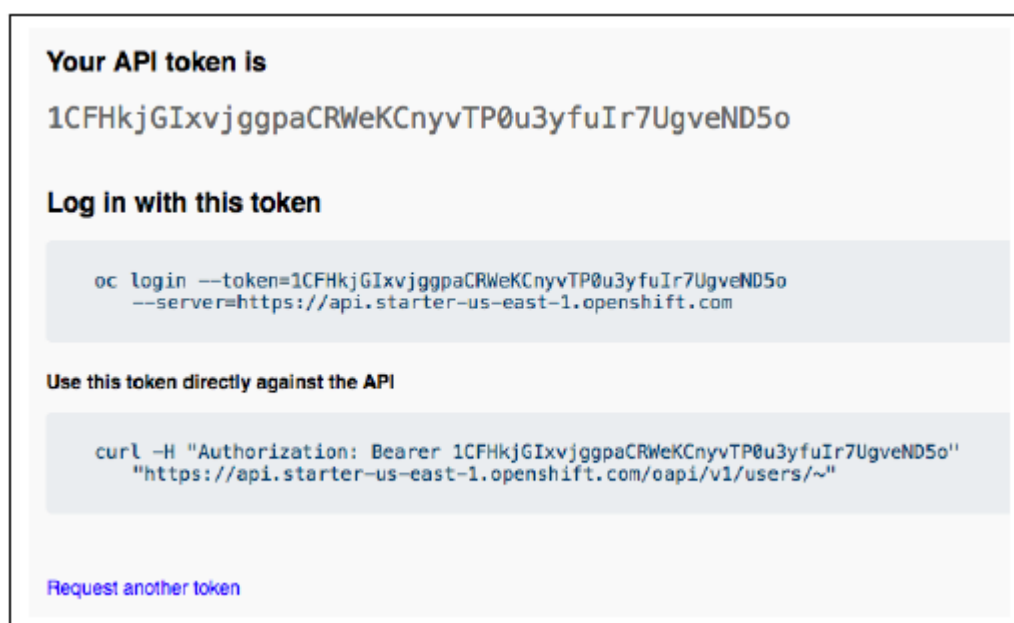 Your API token is
1CFHkjGIxvjggpaCRWeKCnyvTP0u3yfuIr7UgveND5o
Log in with this token
oc login --token=1CFHkjGIxvjggpaCRWeKCnyvTP0u3yfuIr7UgveND5o
--server=https://api.starter-us-east-1.openshift.com
Use this token directly against the API
curl -H "Authorization: Bearer 1CFHkjGIxvjggpaCRWeKCnyvTP0u3yfuIr7UgveND5o"
"https://api.starter-us-east-1.openshift.com/oapi/v1/users/~"
Request another token